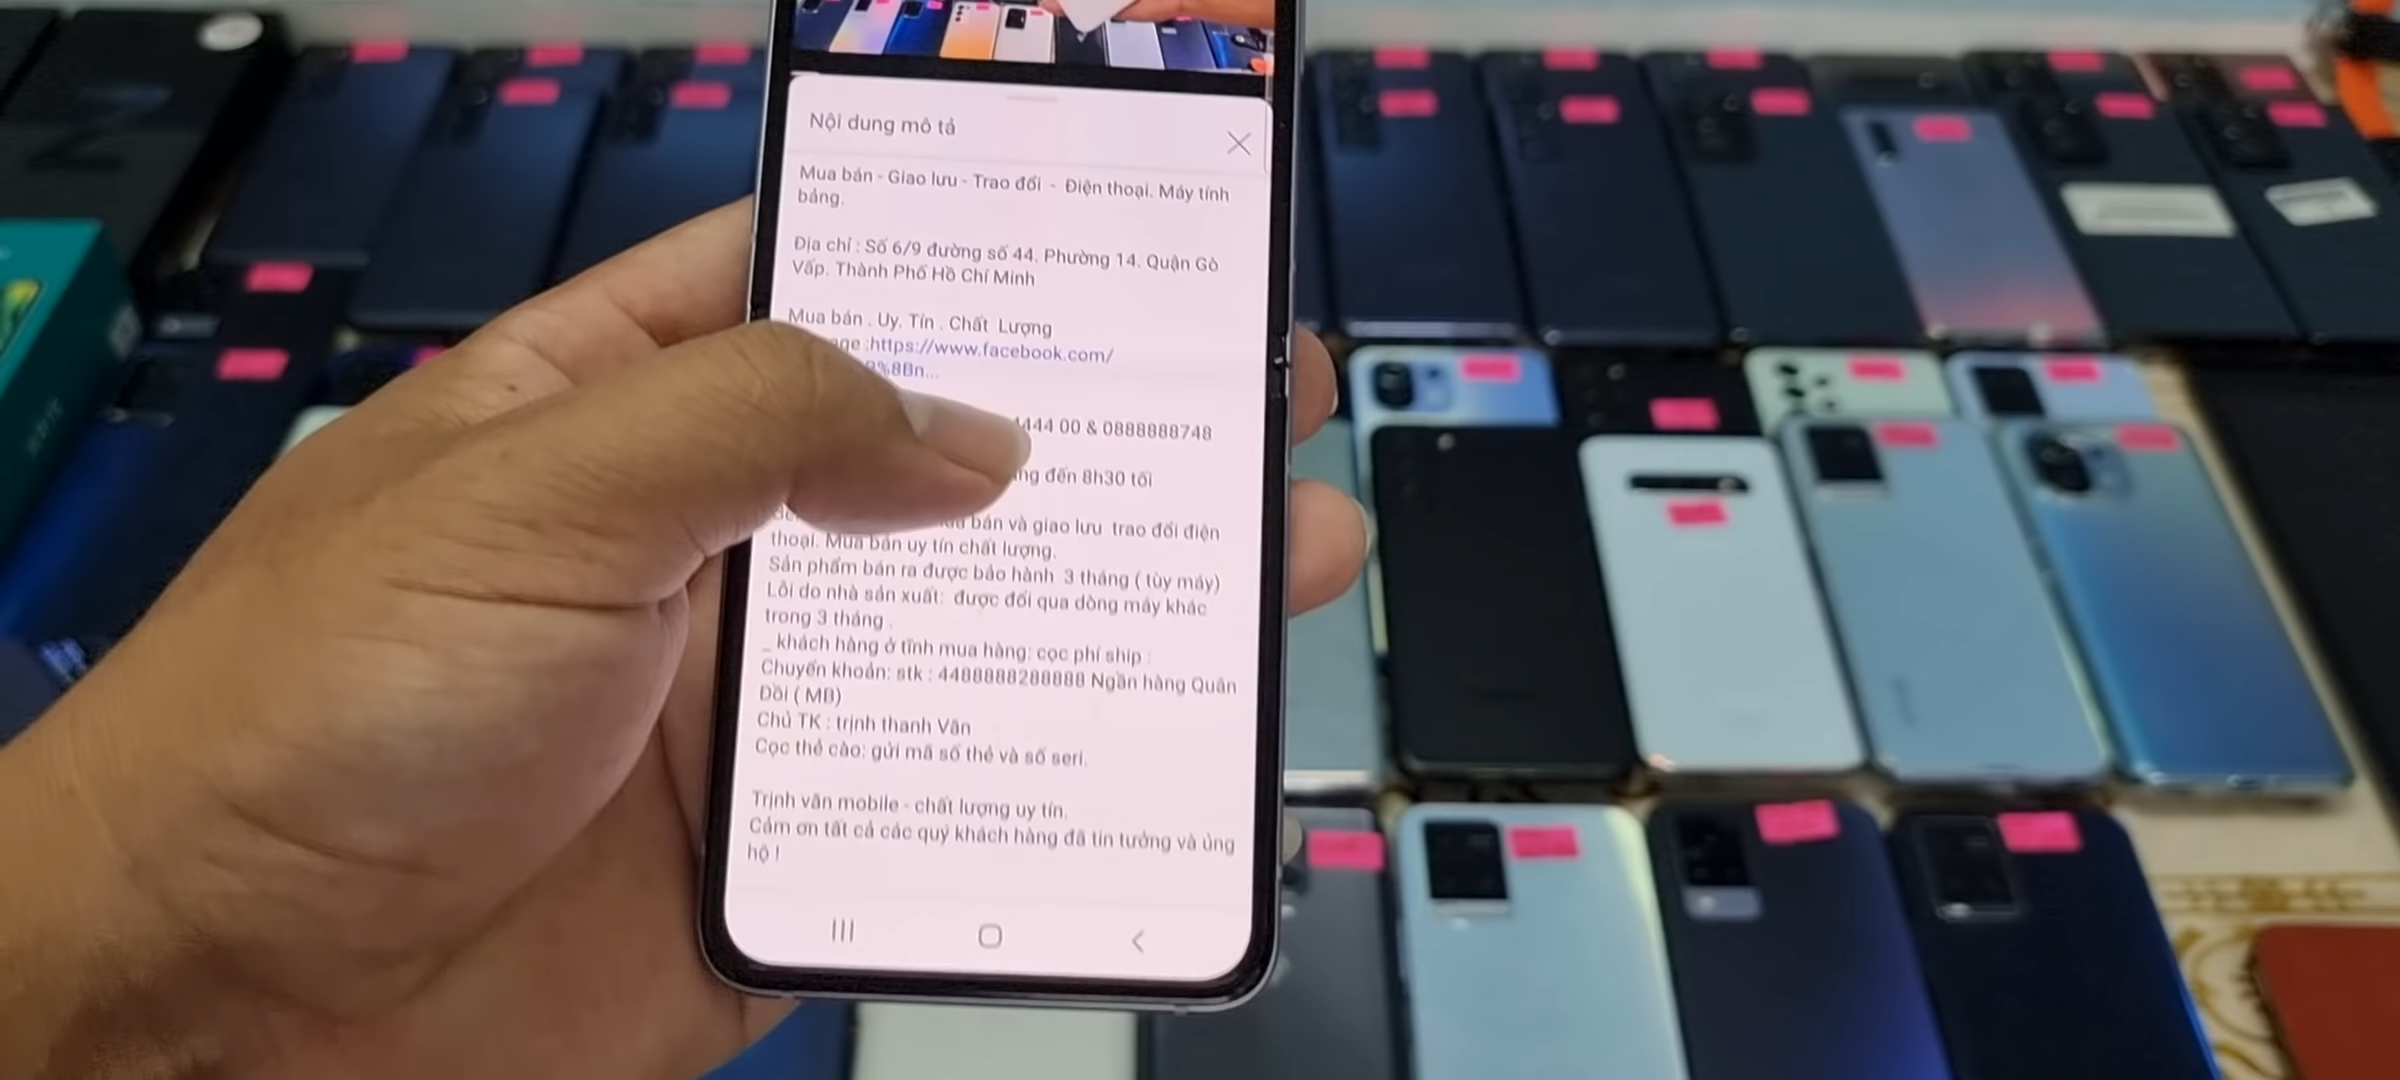 Nội dung mô tả
Mua bán - Giao lưu - Trao đổi - Điện thoại. Máy tính
bảng.
Địa chỉ : Số 6/9 đường số 44. Phường 14. Quận Gò
Vấp. Thành Phố Hồ Chí Minh
Mua bán . Uy. Tín . Chất Lượng
ge :https://www.facebook.com/
%8Bn...
444 00 & 0888888748
ng đến 8h30 tối
bán và giao lưu trao đổi điện
thoại. Mua bán uy tín chất lượng.
Sản phẩm bán ra được bảo hành 3 tháng ( tùy máy)
Lỗi do nhà sản xuất: được đổi qua dòng máy khác
trong 3 tháng .
_ khách hàng ở tĩnh mua hàng: cọc phí ship :
Chuyển khoản: stk : 4488888288888 Ngân hàng Quân
Đội ( MB)
Chủ TK : trịnh thanh Văn
Cọc thẻ cào: gửi mã số thẻ và số seri.
Trịnh văn mobile - chất lượng uy tín.
Cảm ơn tất cả các quý khách hàng đã tin tưởng và ủng
hộ !